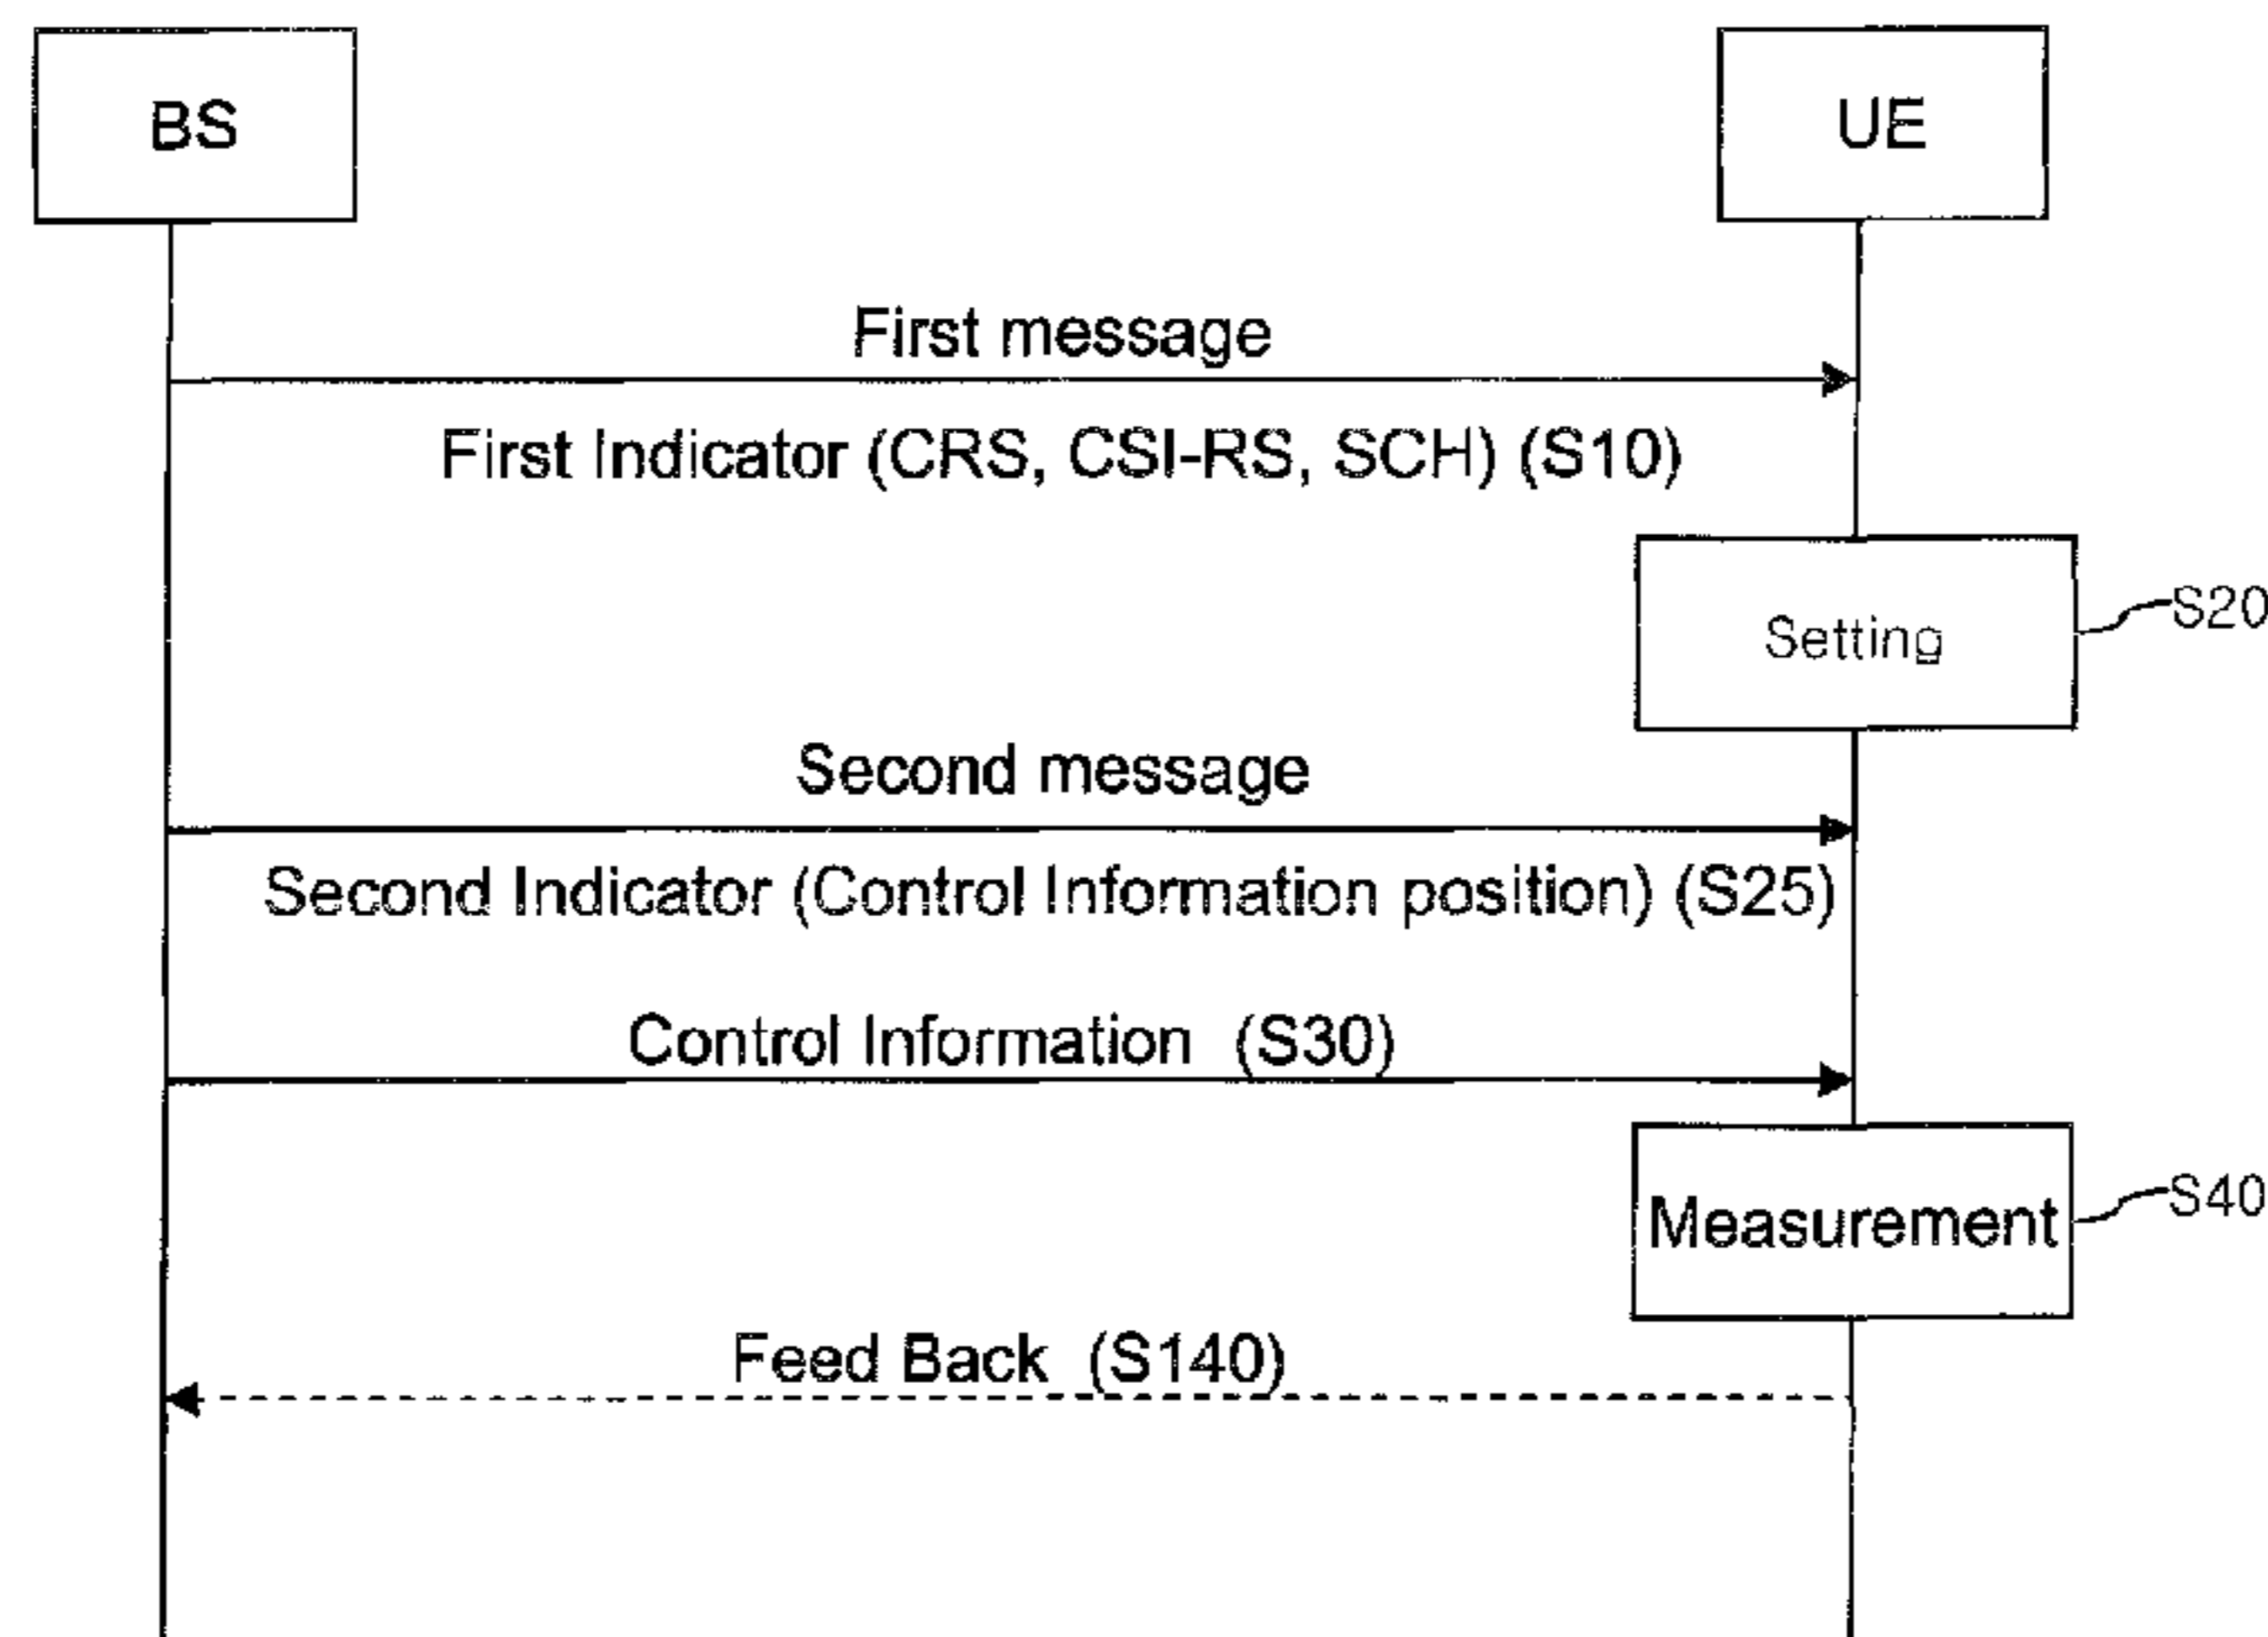 BS
UE
First message
First Indicator (CRS, CSI-RS, SCH) (S10)
Setting
S20
Second message
Second Indicator (Control Information position) (S25)
Control Information (S30)
Measurement
S40
Feed Back (S140)